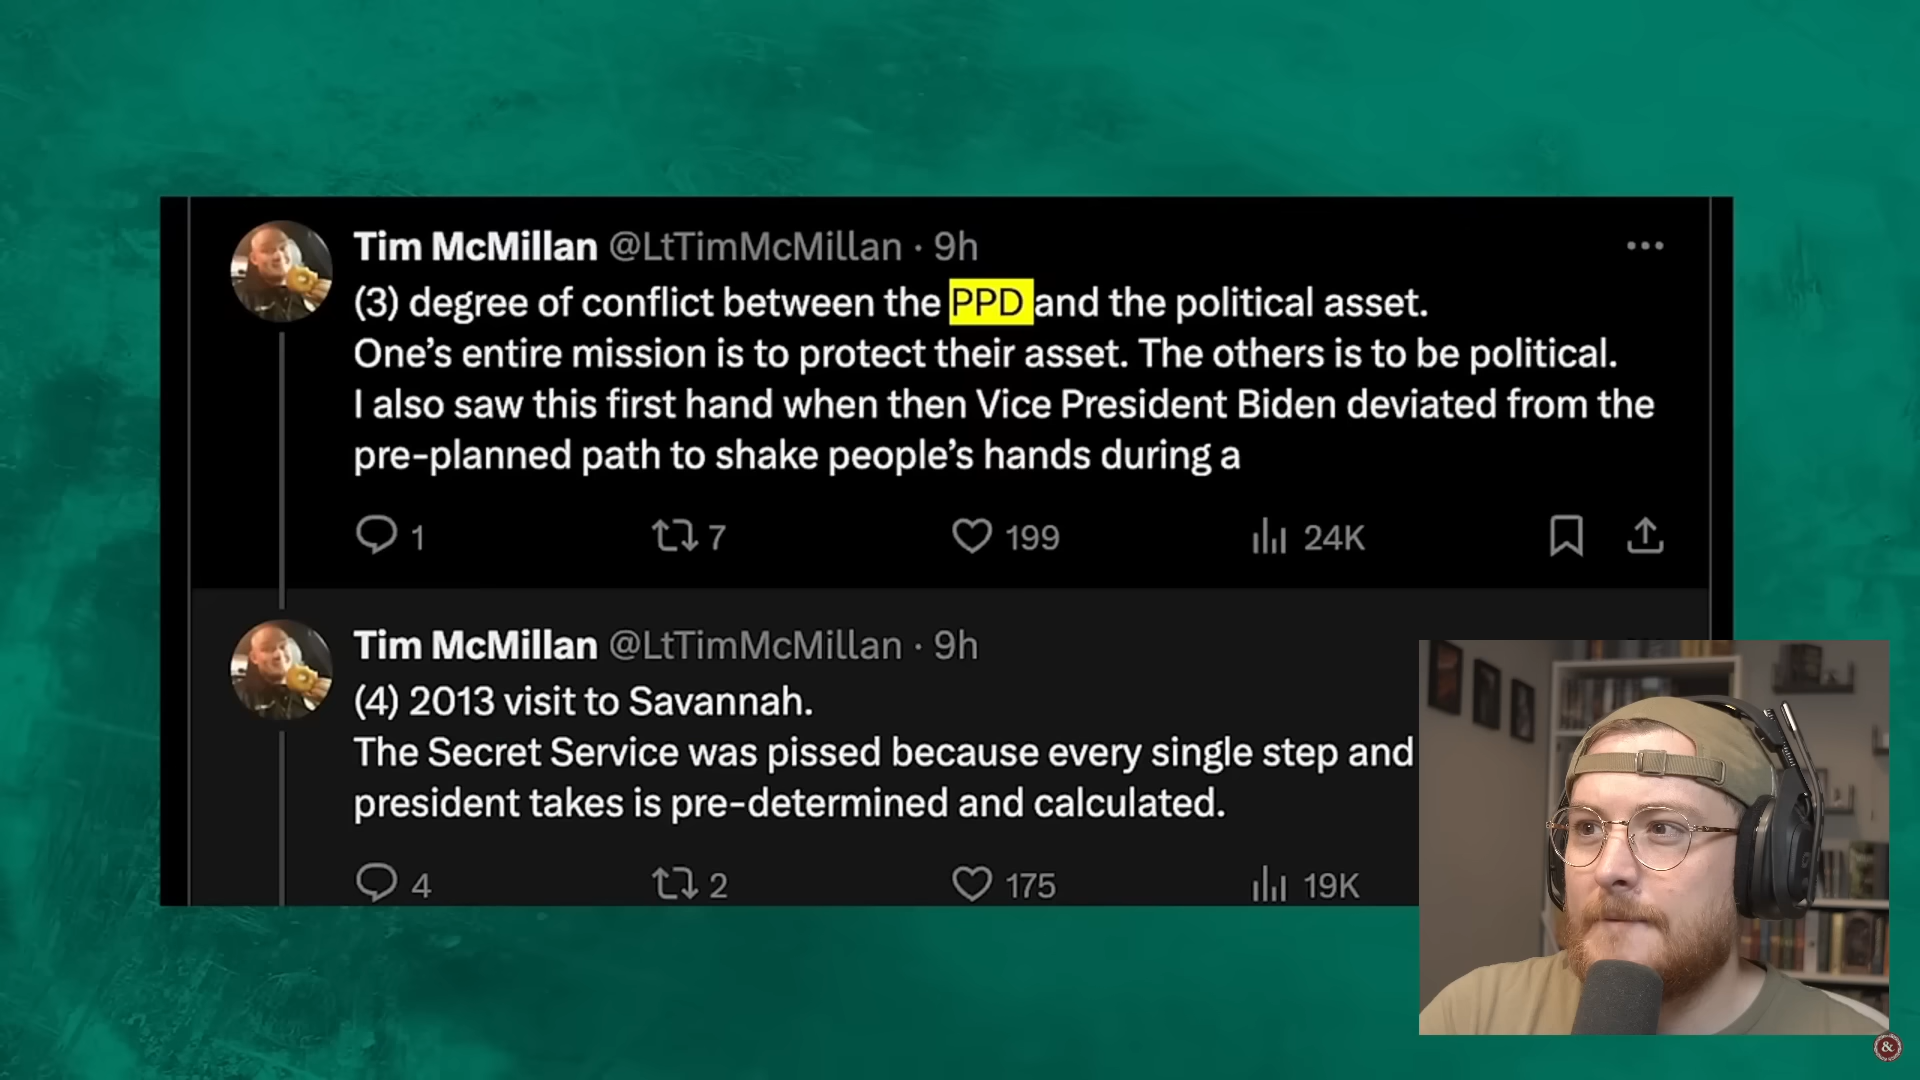 Tim McMillan @LtTimMcMillan · 9h
(3) degree of conflict between the PPD and the political asset.
One’s entire mission is to protect their asset. The others is to be political.
I also saw this first hand when then Vice President Biden deviated from the
pre-planned path to shake people’s hands during a
1 7 199 24K
Tim McMillan @LtTimMcMillan · 9h
(4) 2013 visit to Savannah.
The Secret Service was pissed because every single step and
president takes is pre-determined and calculated.
4 2 175 19K
&